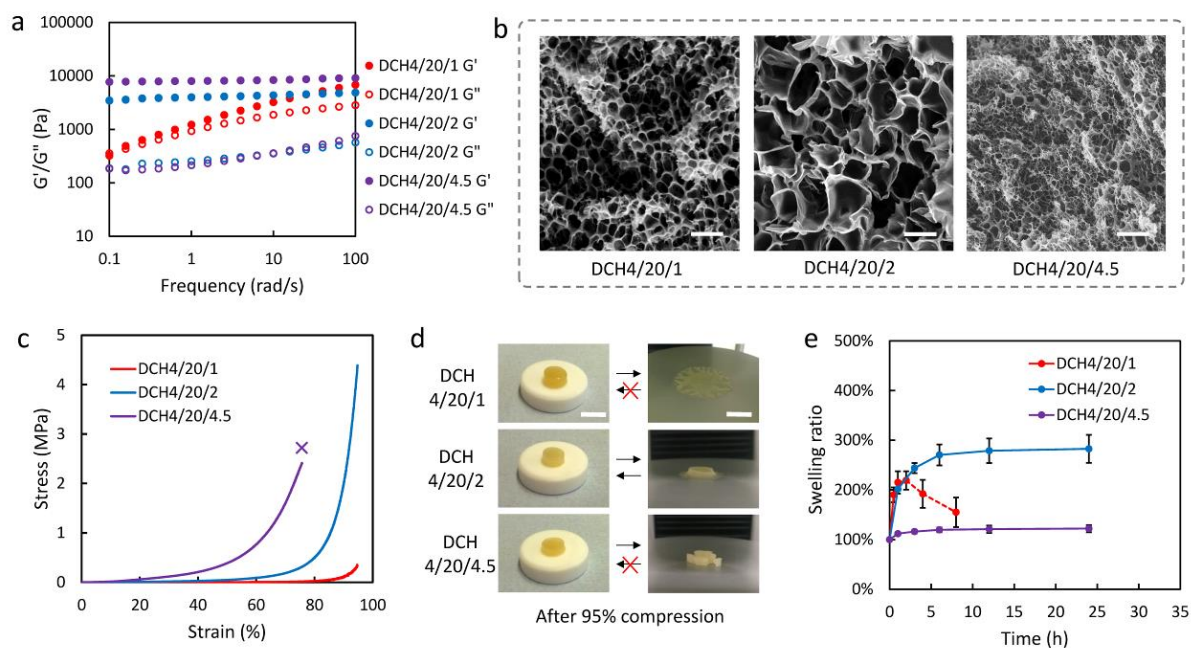 a
100000
10000
1000
100
10
G'/G" (Pa)
0.1
1
10
100
Frequency (rad/s)
DCH4/20/1 G'
DCH4/20/1 G"
DCH4/20/2 G'
DCH4/20/2 G"
DCH4/20/4.5 G'
DCH4/20/4.5 G"
b
DCH4/20/1
DCH4/20/2
DCH4/20/4.5
c
5
4
3
2
1
0
Stress (MPa)
0
20
40
60
80
100
Strain (%)
DCH4/20/1
DCH4/20/2
DCH4/20/4.5
d
DCH
4/20/1
DCH
4/20/2
DCH
4/20/4.5
After 95% compression
e
500%
400%
300%
200%
100%
0%
Swelling ratio
0
5
10
15
20
25
30
35
Time (h)
DCH4/20/1
DCH4/20/2
DCH4/20/4.5